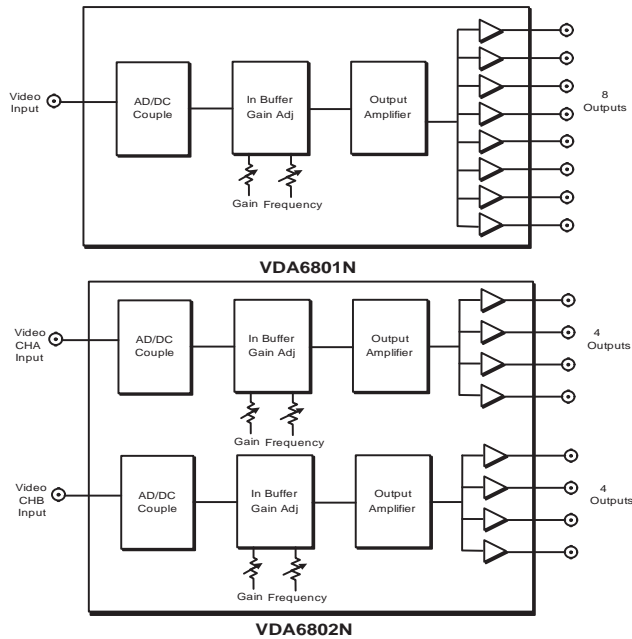 Video
Input
AD/DC
Couple
In Buffer
Gain Adj
Output
Amplifier
8
Outputs
Gain Frequency
VDA6801N
Video
CHA
Input
AD/DC
Couple
In Buffer
Gain Adj
Output
Amplifier
4
Outputs
Gain Frequency
Video
CHB
Input
AD/DC
Couple
In Buffer
Gain Adj
Output
Amplifier
4
Outputs
Gain Frequency
VDA6802N